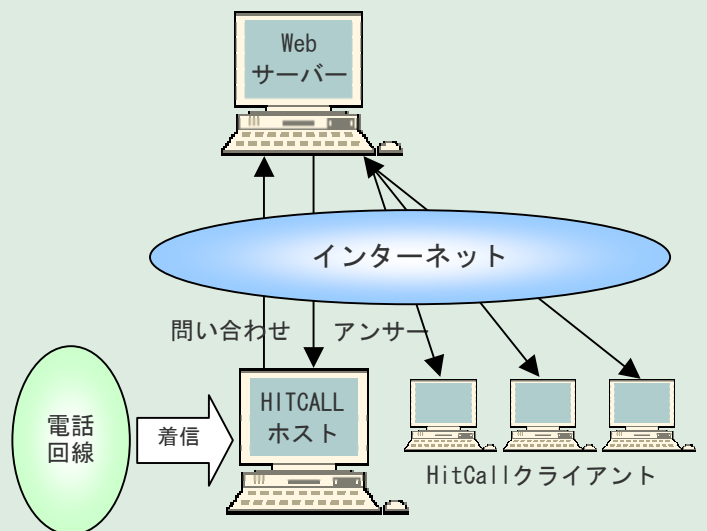 Web
サーバー
インターネット
問い合わせ
アンサー
電話
回線
着信
HITCALL
ホスト
HitCallクライアント